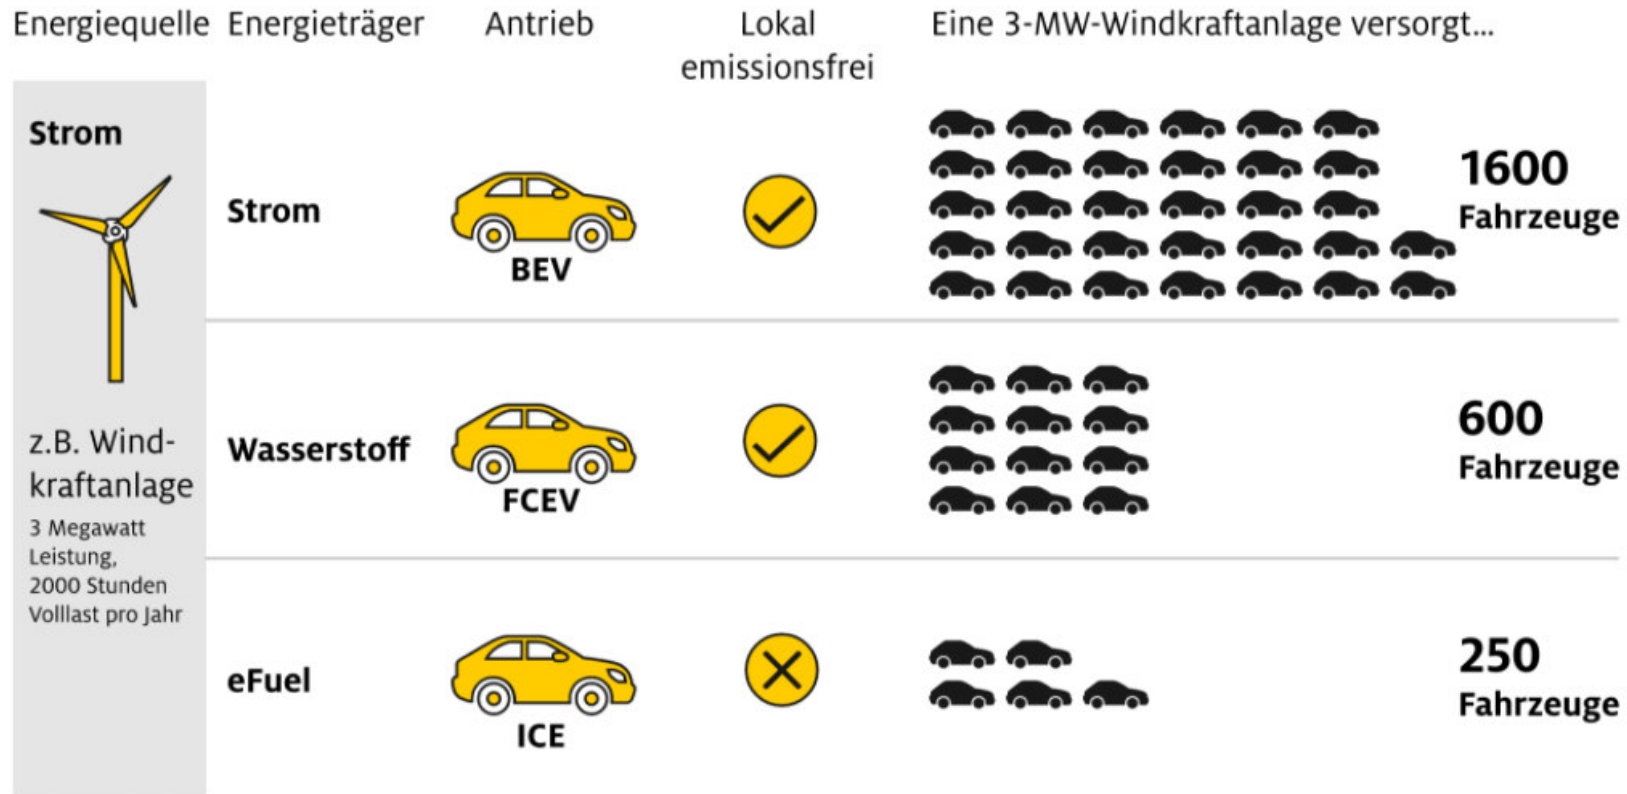 Energiequelle Energieträger Antrieb Lokal emissionsfrei Eine 3-MW-Windkraftanlage versorgt...
Strom
z.B. Wind-
kraftanlage
3 Megawatt
Leistung,
2000 Stunden
Volllast pro Jahr
Strom
BEV
1600
Fahrzeuge
Wasserstoff
FCEV
600
Fahrzeuge
eFuel
ICE
250
Fahrzeuge